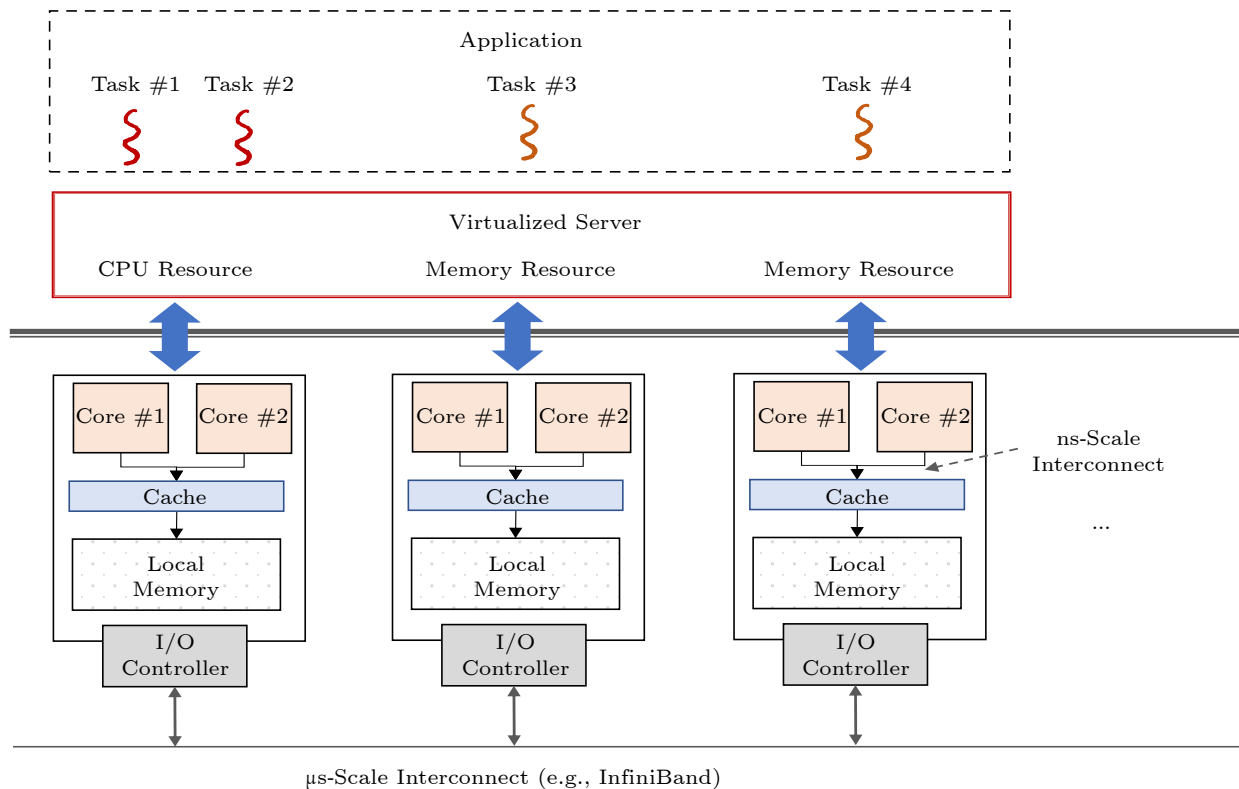 Application
Task #1
Task #2
Task #3
Task #4
Virtualized Server
CPU Resource
Memory Resource
Memory Resource
Core #1
Core #2
Cache
Local
Memory
I/O
Controller
Core #1
Core #2
Cache
Local
Memory
I/O
Controller
Core #1
Core #2
Cache
Local
Memory
I/O
Controller
ns-Scale
Interconnect
...
µs-Scale Interconnect (e.g., InfiniBand)